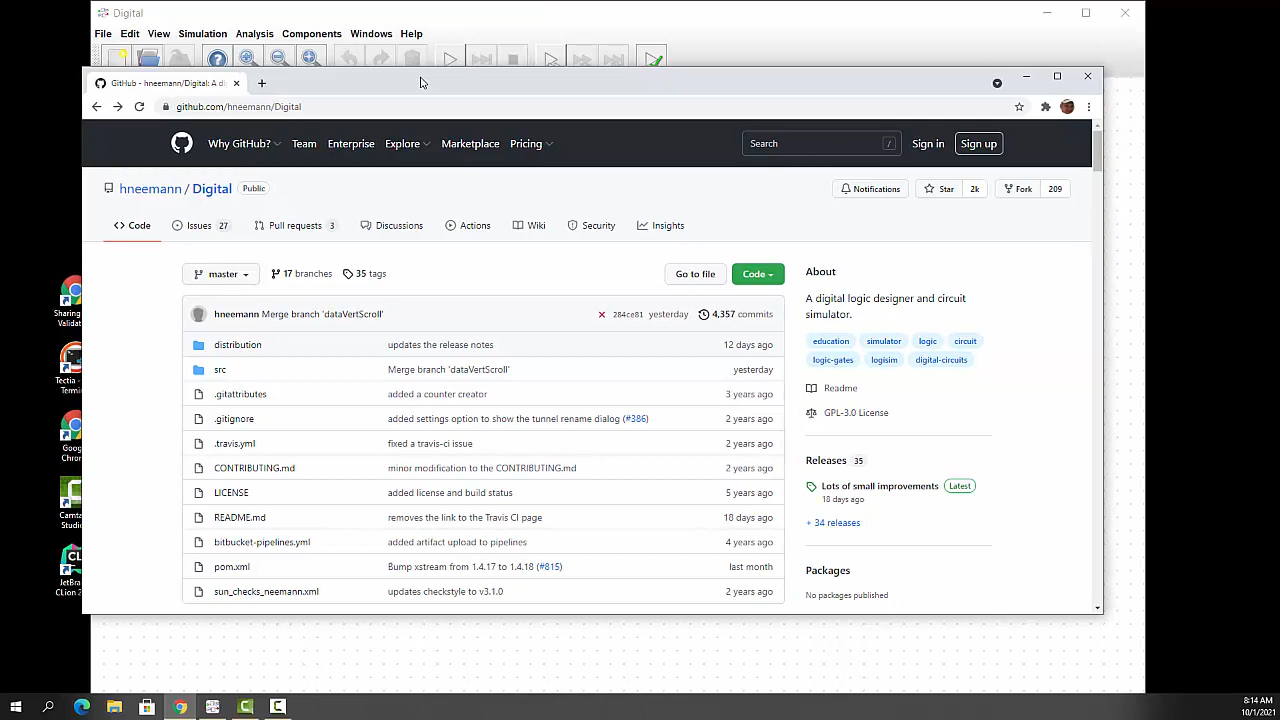 Digital
File Edit View Simulation Analysis Components Windows Help
GitHub - hneemann/Digital: A di
github.com/hneemann/Digital
Why GitHub? Team Enterprise Explore Marketplace Pricing Search / Sign in Sign up
hneemann / Digital Public Notifications Star 2k Fork 209
Code Issues 27 Pull requests 3 Discussions Actions Wiki Security Insights
master 17 branches 35 tags Go to file Code
hneemann Merge branch 'dataVertScroll' 284ce81 yesterday 4,357 commits
distribution updates the release notes 12 days ago
src Merge branch 'dataVertScroll' yesterday
.gitattributes added a counter creator 3 years ago
.gitignore added settings option to show the tunnel rename dialog (#386) 2 years ago
.travis.yml fixed a travis-ci issue 2 years ago
CONTRIBUTING.md minor modification to the CONTRIBUTING.md 2 years ago
LICENSE added license and build status 5 years ago
README.md removes the link to the Travis CI page 18 days ago
bitbucket-pipelines.yml added artifact upload to pipelines 4 years ago
pom.xml Bump xstream from 1.4.17 to 1.4.18 (#815) last month
sun_checks_neemann.xml updates checkstyle to v3.1.0 2 years ago
About
A digital logic designer and circuit
simulator.
education simulator logic circuit
logic-gates logisim digital-circuits
Readme
GPL-3.0 License
Releases 35
Lots of small improvements Latest
18 days ago
+ 34 releases
Packages
No packages published
Sharing
Validat
Tectia -
Termi
Goog
Chro
Camta
Studi
JetBra
CLion 2
8:14 AM
10/1/2021